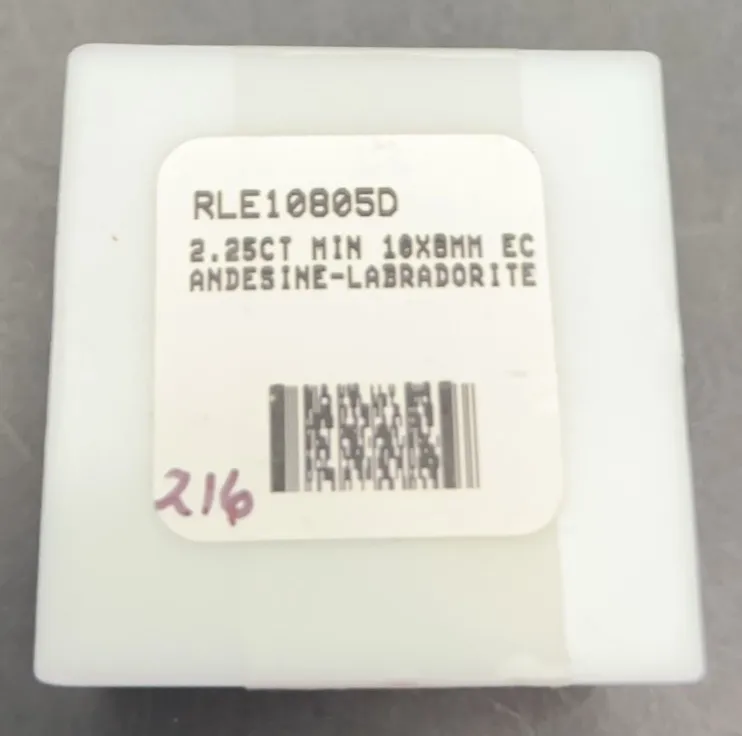 RLE10805D
2.25CT MIN 10X8MM EC
ANDESINE-LABRADORITE
216